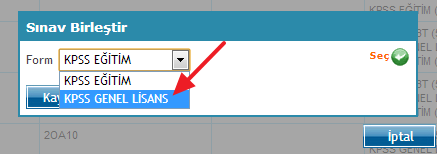 Sınav Birleştir
Form KPSS EĞİTİM Seç
KPSS EĞİTİM
KPSS GENEL LİSANS
2OA10
İptal